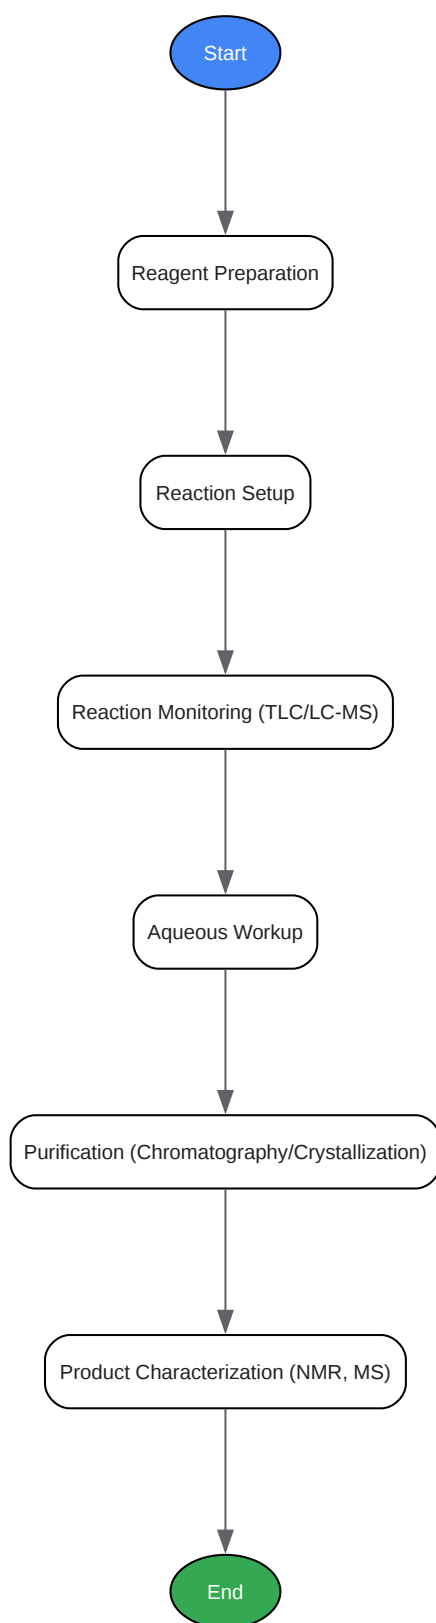 Start
Reagent Preparation
Reaction Setup
Reaction Monitoring (TLC/LC-MS)
Aqueous Workup
Purification (Chromatography/Crystallization)
Product Characterization (NMR, MS)
End